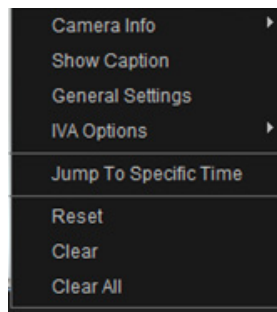 Camera Info
Show Caption
General Settings
IVA Options
Jump To Specific Time
Reset
Clear
Clear All